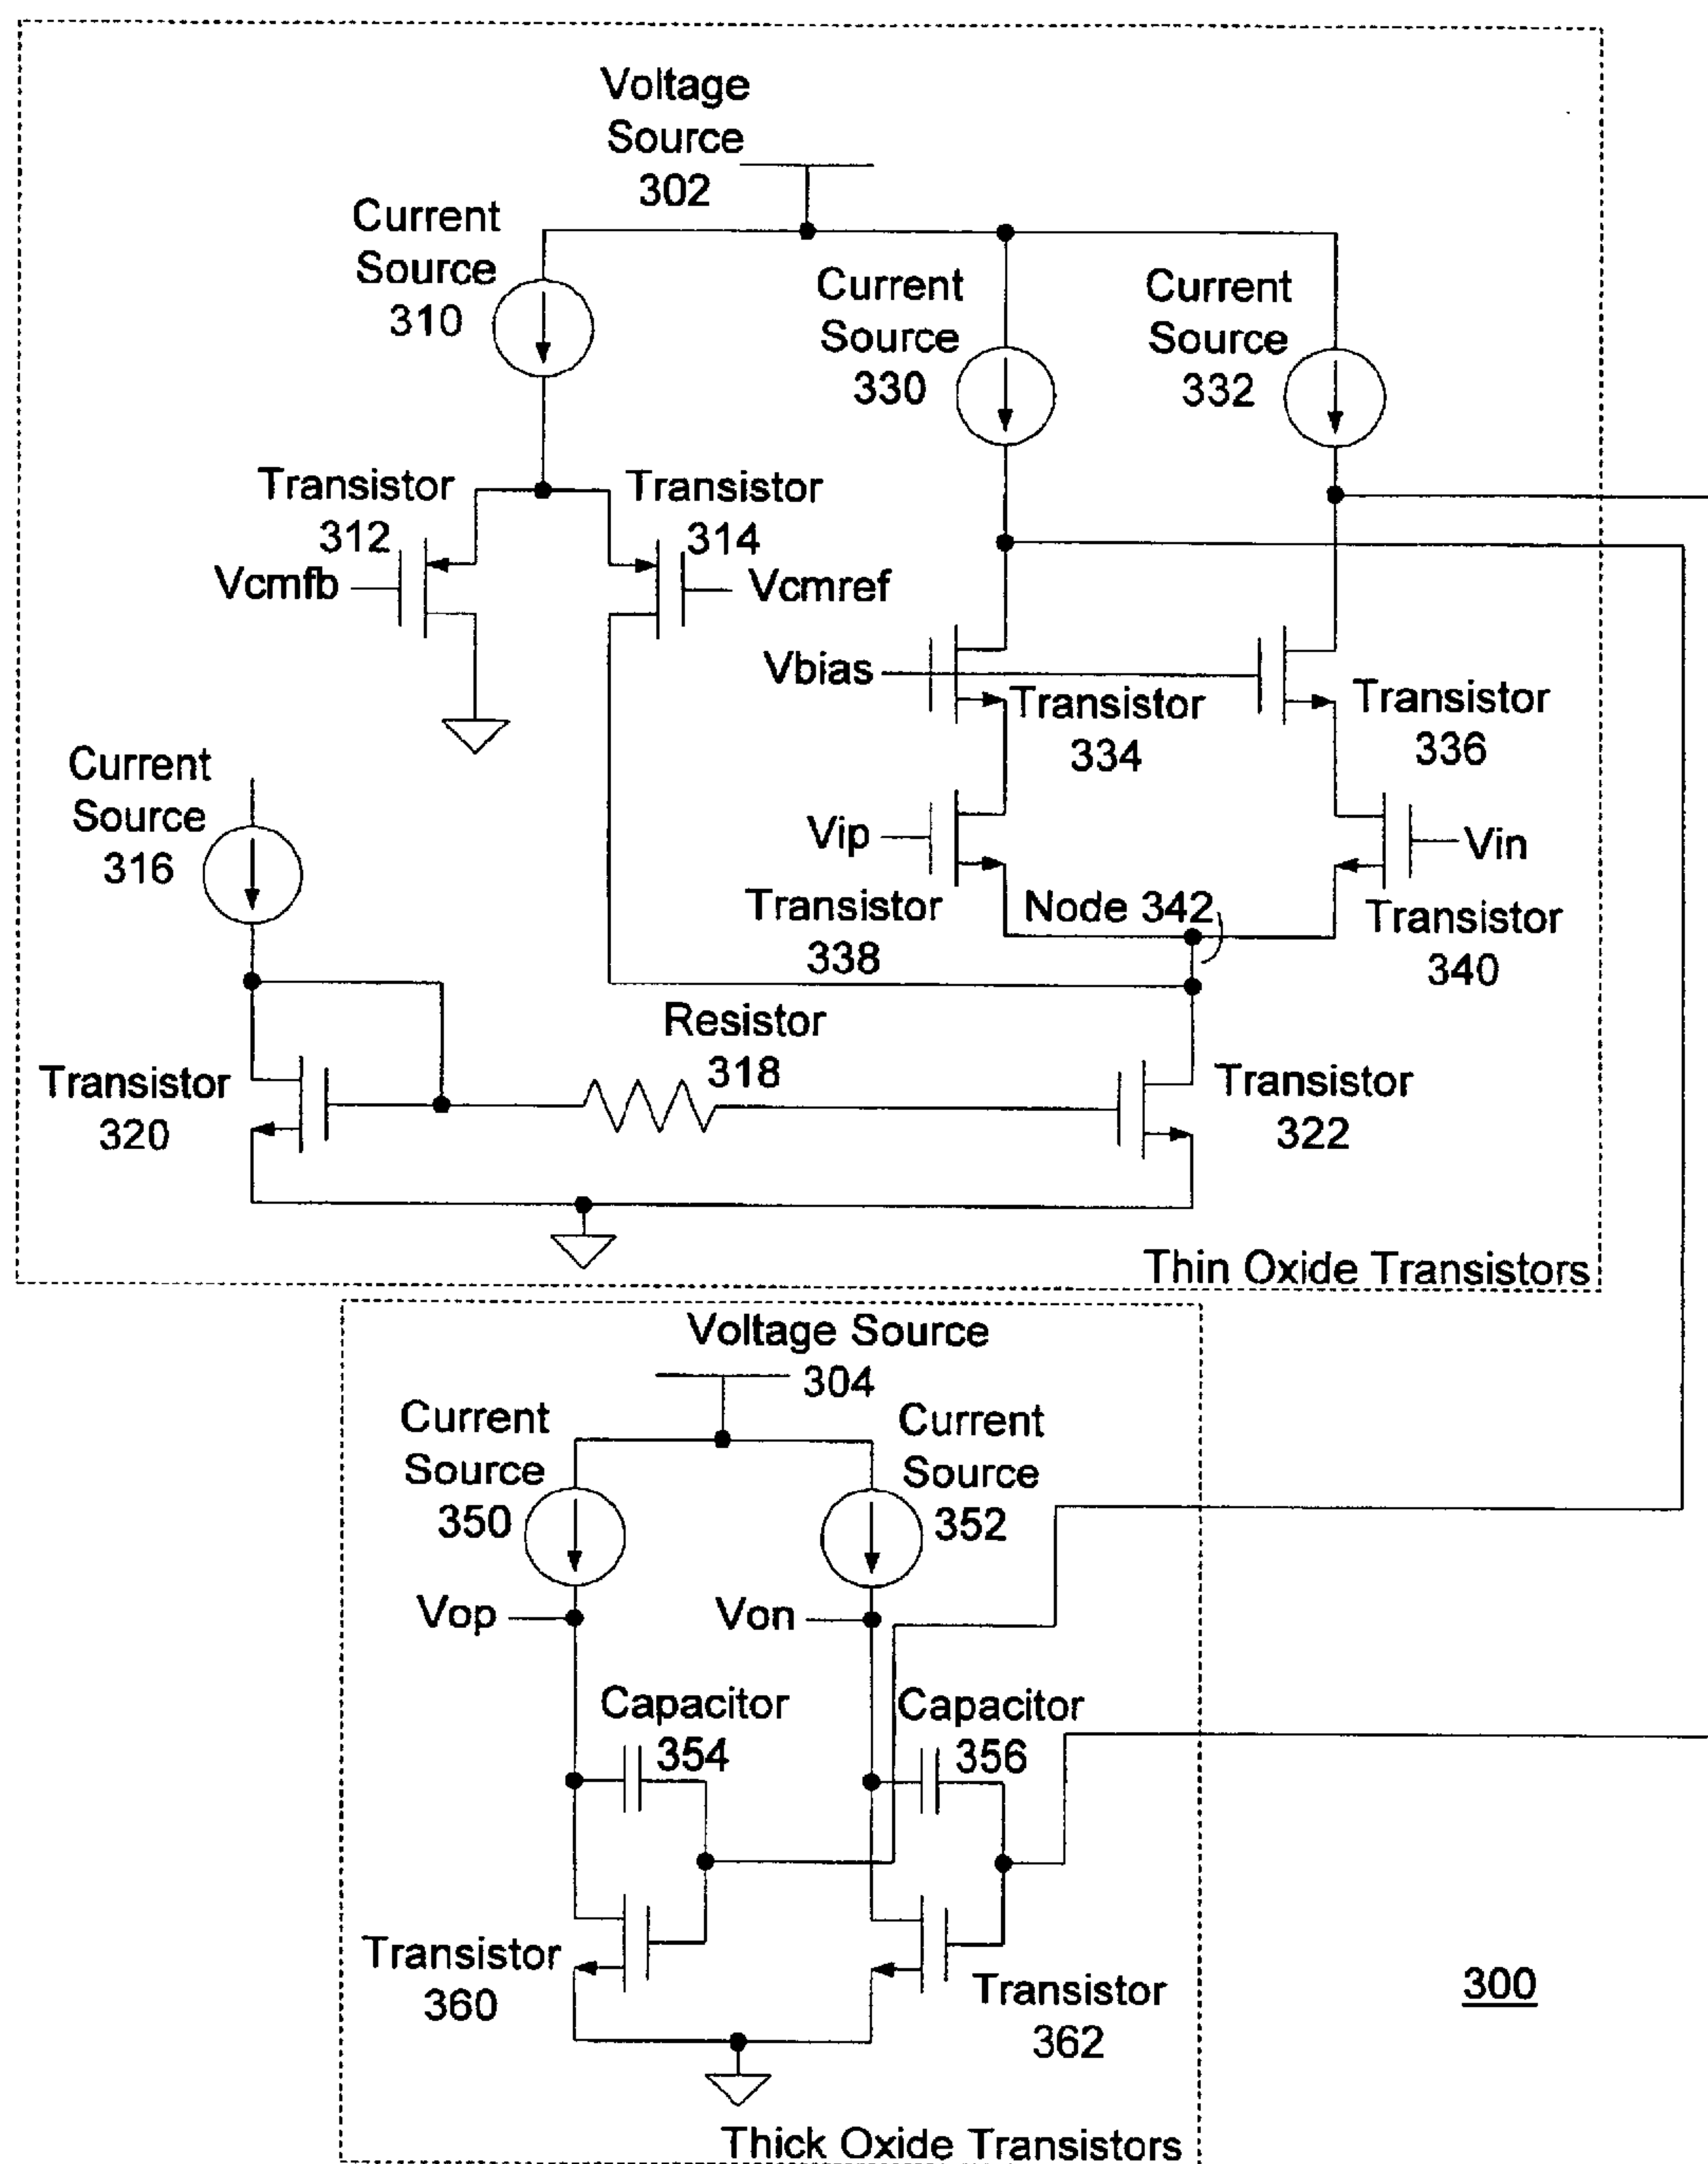 Voltage
Source
302
Current
Source
310
Current
Source
330
Current
Source
332
Transistor
312
Transistor
314
Vcmfb
Vcmref
Vbias
Transistor
334
Transistor
336
Current
Source
316
Vip
Vin
Transistor
338
Node 342
Transistor
340
Resistor
318
Transistor
320
Transistor
322
Thin Oxide Transistors
Voltage Source
304
Current
Source
350
Current
Source
352
Vop
Von
Capacitor
354
Capacitor
356
Transistor
360
Transistor
362
300
Thick Oxide Transistors